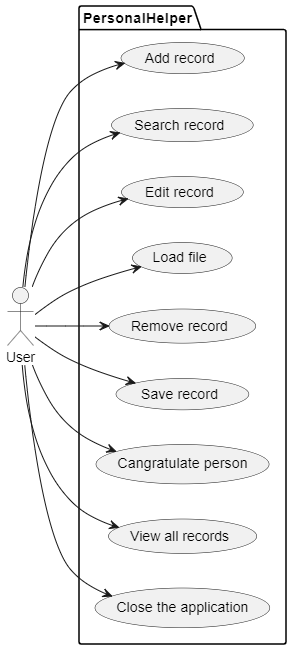 PersonalHelper
Add record
Search record
Edit record
Load file
Remove record
User
Save record
Cangratulate person
View all records
Close the application